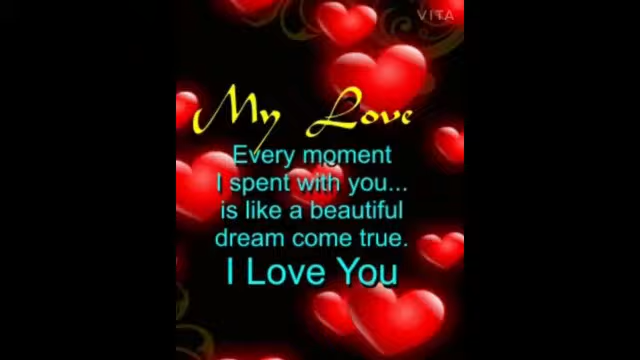 VITA
My Love
Every moment
I spent with you...
is like a beautiful
dream come true.
I Love You